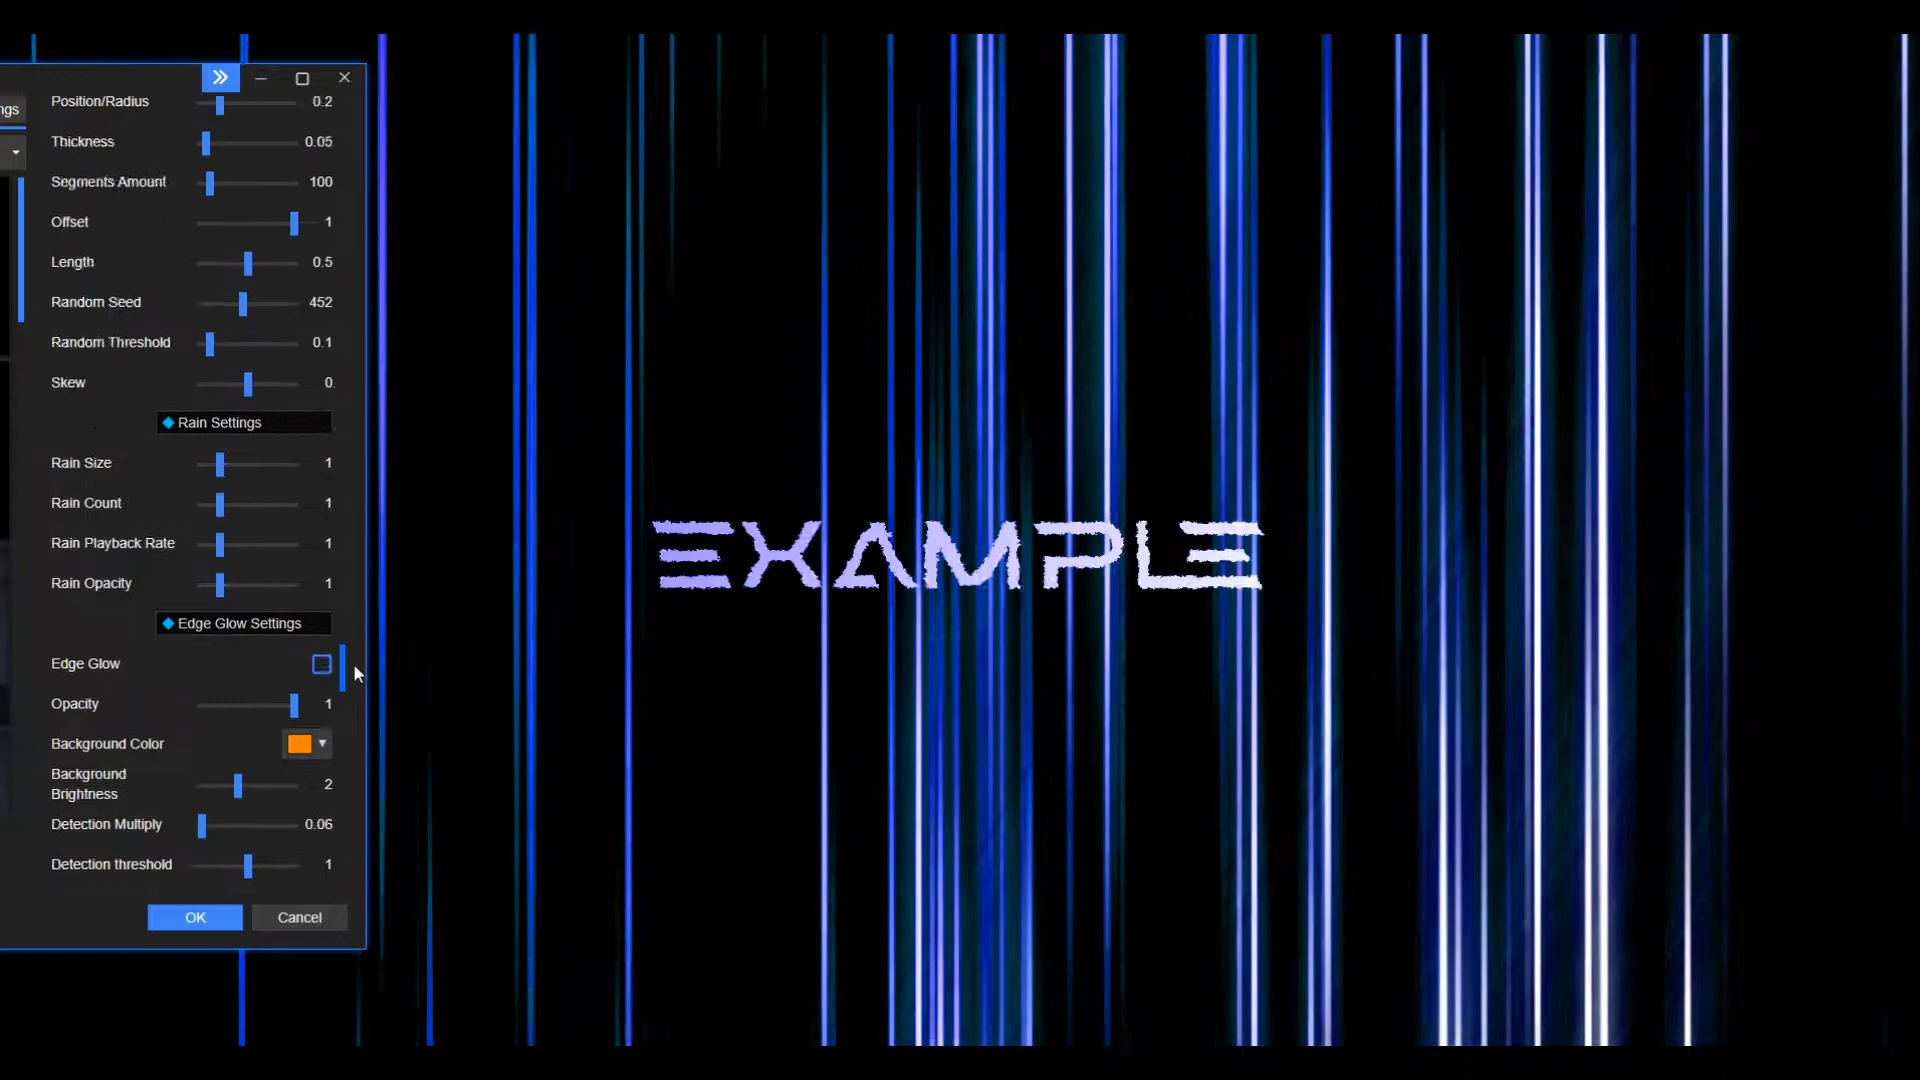 ngs
Position/Radius 0.2
Thickness 0.05
Segments Amount 100
Offset 1
Length 0.5
Random Seed 452
Random Threshold 0.1
Skew 0
Rain Settings
Rain Size 1
Rain Count 1
Rain Playback Rate 1
Rain Opacity 1
Edge Glow Settings
Edge Glow
Opacity 1
Background Color
Background
Brightness 2
Detection Multiply 0.06
Detection threshold 1
OK Cancel
EXAMPLE